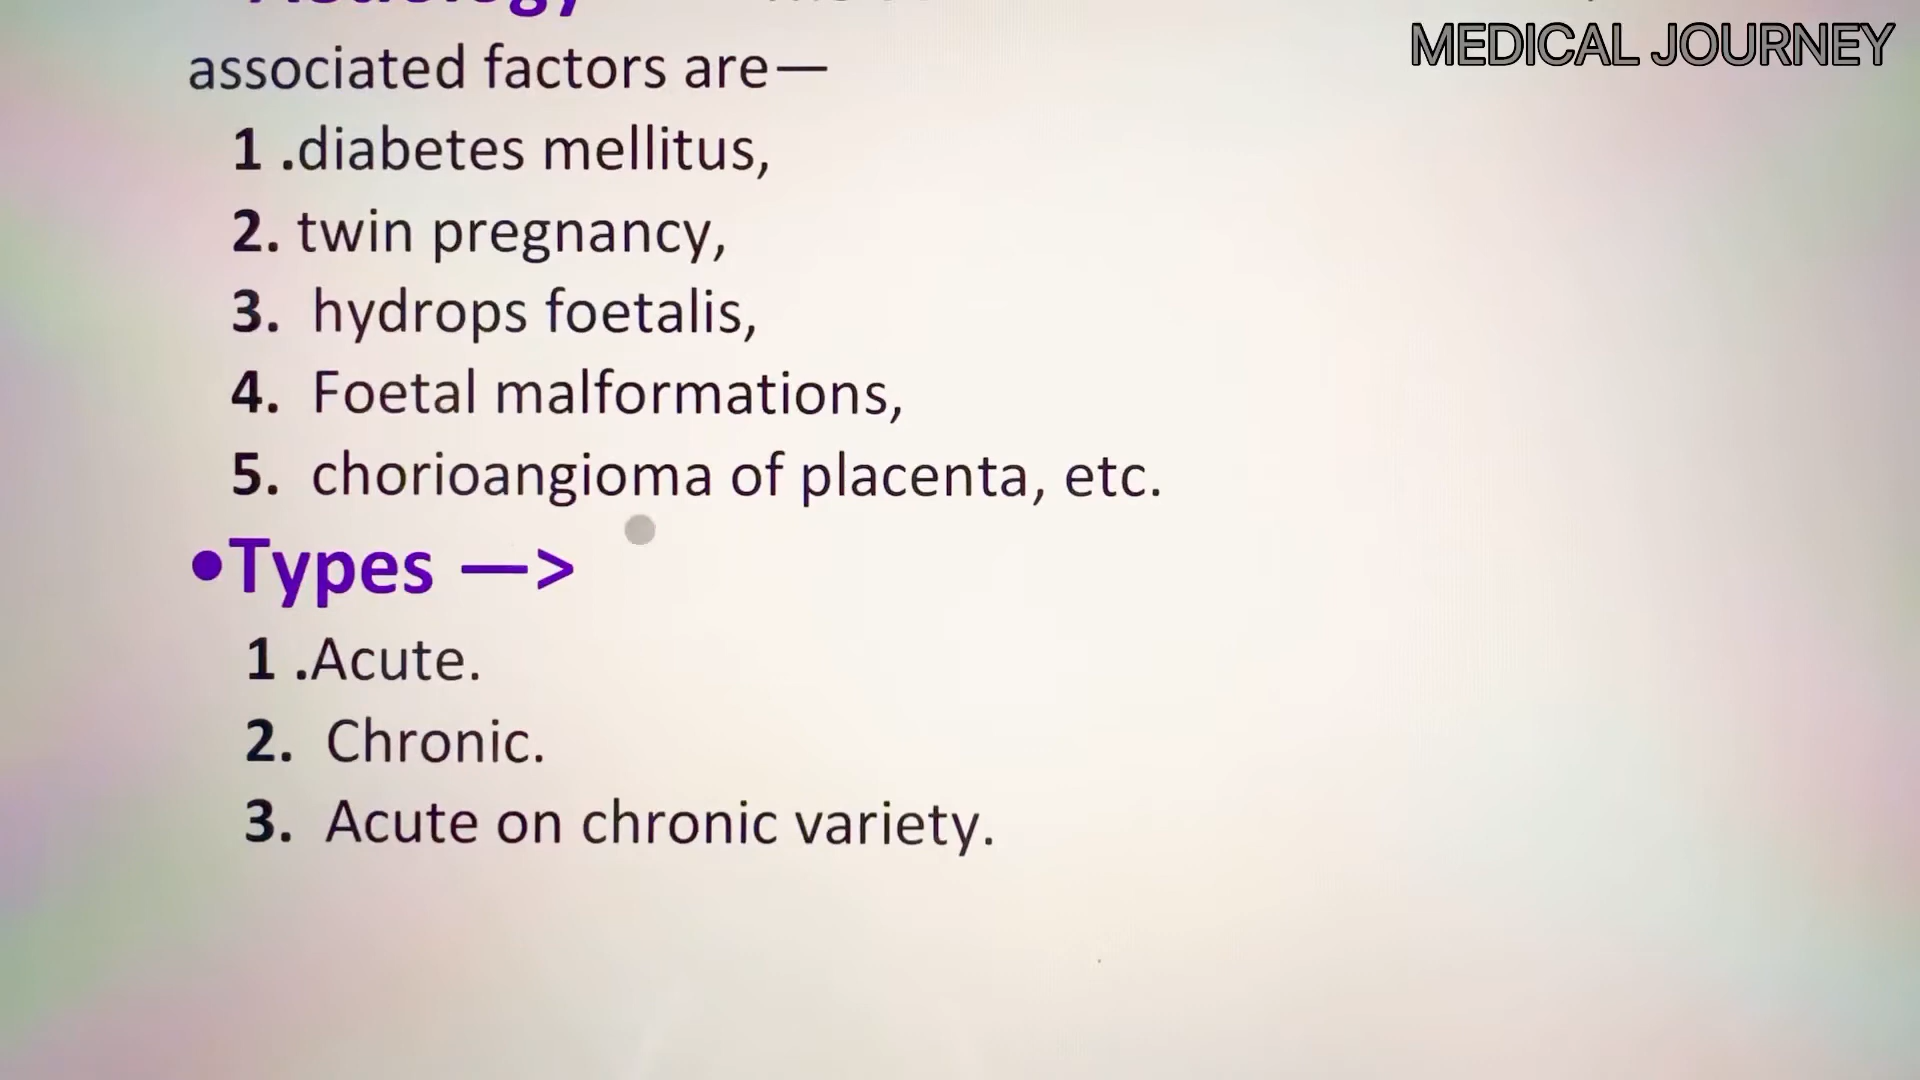 MEDICAL JOURNEY
associated factors are—
1 .diabetes mellitus,
2. twin pregnancy,
3. hydrops foetalis,
4. Foetal malformations,
5. chorioangioma of placenta, etc.
•Types —>
1 .Acute.
2. Chronic.
3. Acute on chronic variety.